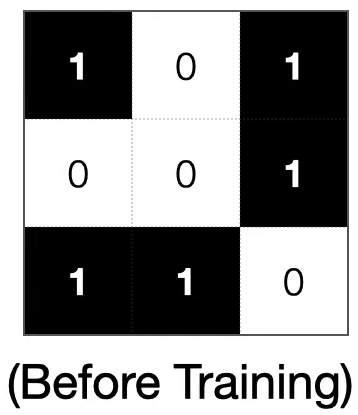 1 0 1
0 0 1
1 1 0
(Before Training)